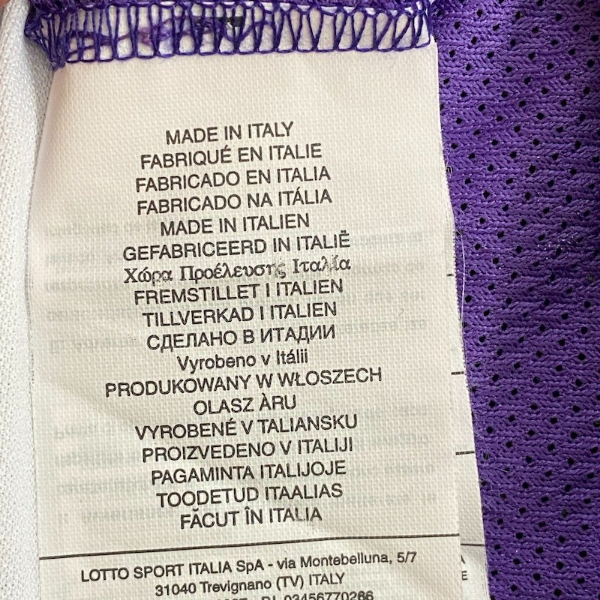 MADE IN ITALY
FABRIQUÉ EN ITALIE
FABRICADO EN ITALIA
FABRICADO NA ITÁLIA
MADE IN ITALIEN
GEFABRICEERD IN ITALIË
Χώρα Προέλευσης Ιταλία
FREMSTILLET I ITALIEN
TILLVERKAD I ITALIEN
СДЕЛАНО В ИТАДИИ
Vyrobeno v Itálii
PRODUKOWANY W WŁOSZECH
OLASZ ÀRU
VYROBENÉ V TALIANSKU
PROIZVEDENO V ITALIJI
PAGAMINTA ITALIJOJE
TOODETUD ITAALIAS
FĂCUT ÎN ITALIA
LOTTO SPORT ITALIA SpA - via Montebelluna, 5/7
31040 Trevignano (TV) ITALY
03456770266